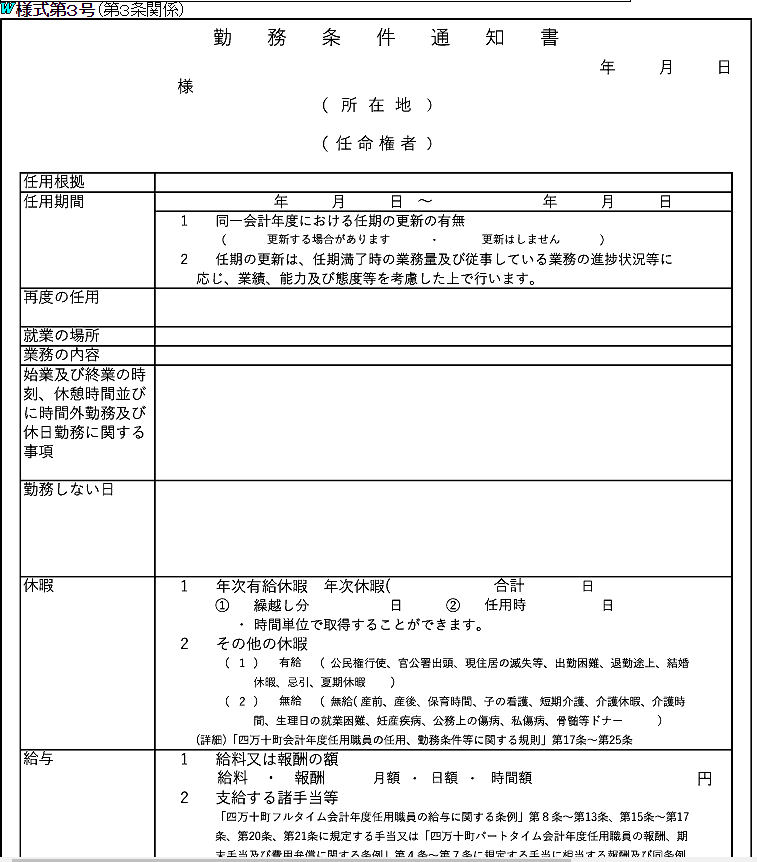 W様式第３号(第３条関係)
勤務条件通知書
年　月　日
様
（所在地）
（任命権者）
任用根拠
任用期間
年　月　日　～　年　月　日
１　同一会計年度における任期の更新の有無
（　更新する場合があります　・　更新はしません　）
２　任期の更新は、任期満了時の業務量及び従事している業務の進捗状況等に
応じ、業績、能力及び態度等を考慮した上で行います。
再度の任用
就業の場所
業務の内容
始業及び終業の時
刻、休憩時間並び
に時間外勤務及び
休日勤務に関する
事項
勤務しない日
休暇
１　年次有給休暇　年次休暇(　合計　日
①　繰越し分　日　②　任用時　日
・時間単位で取得することができます。
２　その他の休暇
（１）　有給　（公民権行使、官公署出頭、現住居の滅失等、出勤困難、退勤途上、結婚
休暇、忌引、夏期休暇　）
（２）　無給　（無給(産前、産後、保育時間、子の看護、短期介護、介護休暇、介護時
間、生理日の就業困難、妊産疾病、公務上の傷病、私傷病、骨髄等ドナー　）
(詳細)「四万十町会計年度任用職員の任用、勤務条件等に関する規則」第17条～第25条
給与
１　給料又は報酬の額
給料　・　報酬　月額　・　日額　・　時間額　円
２　支給する諸手当等
「四万十町フルタイム会計年度任用職員の給与に関する条例」第８条～第13条、第15条～第17
条、第20条、第21条に規定する手当又は「四万十町パートタイム会計年度任用職員の報酬、期
末手当及び費用弁償に関する条例」第４条～第７条に規定する手当に相当する報酬及び同条例